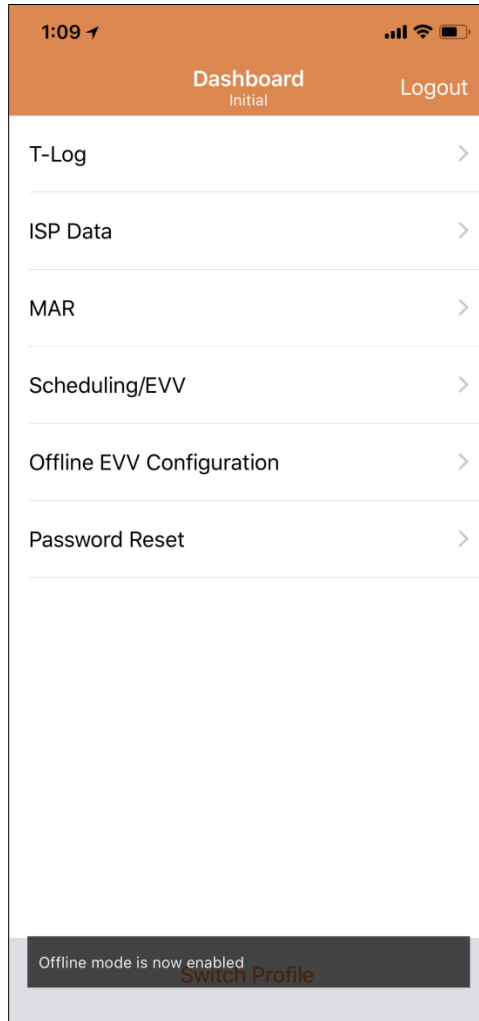 1:09
Dashboard
Initial
Logout
T-Log
ISP Data
MAR
Scheduling/EVV
Offline EVV Configuration
Password Reset
Offline mode is now enabled
Switch Profile